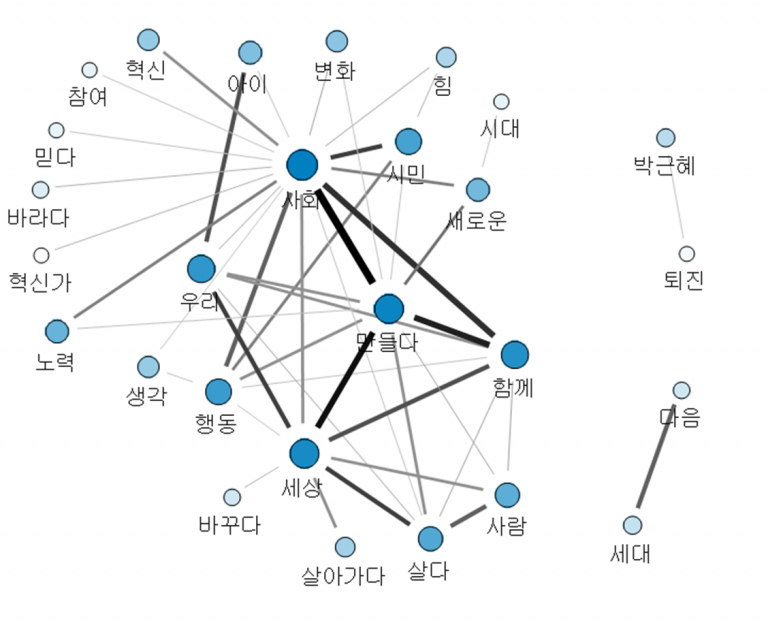 혁신
아이
변화
힘
참여
시대
믿다
시민
박근혜
사회
바라다
새로운
혁신가
우리
퇴진
만들다
노력
생각
행동
함께
다음
세상
바꾸다
사람
살아가다
살다
세대